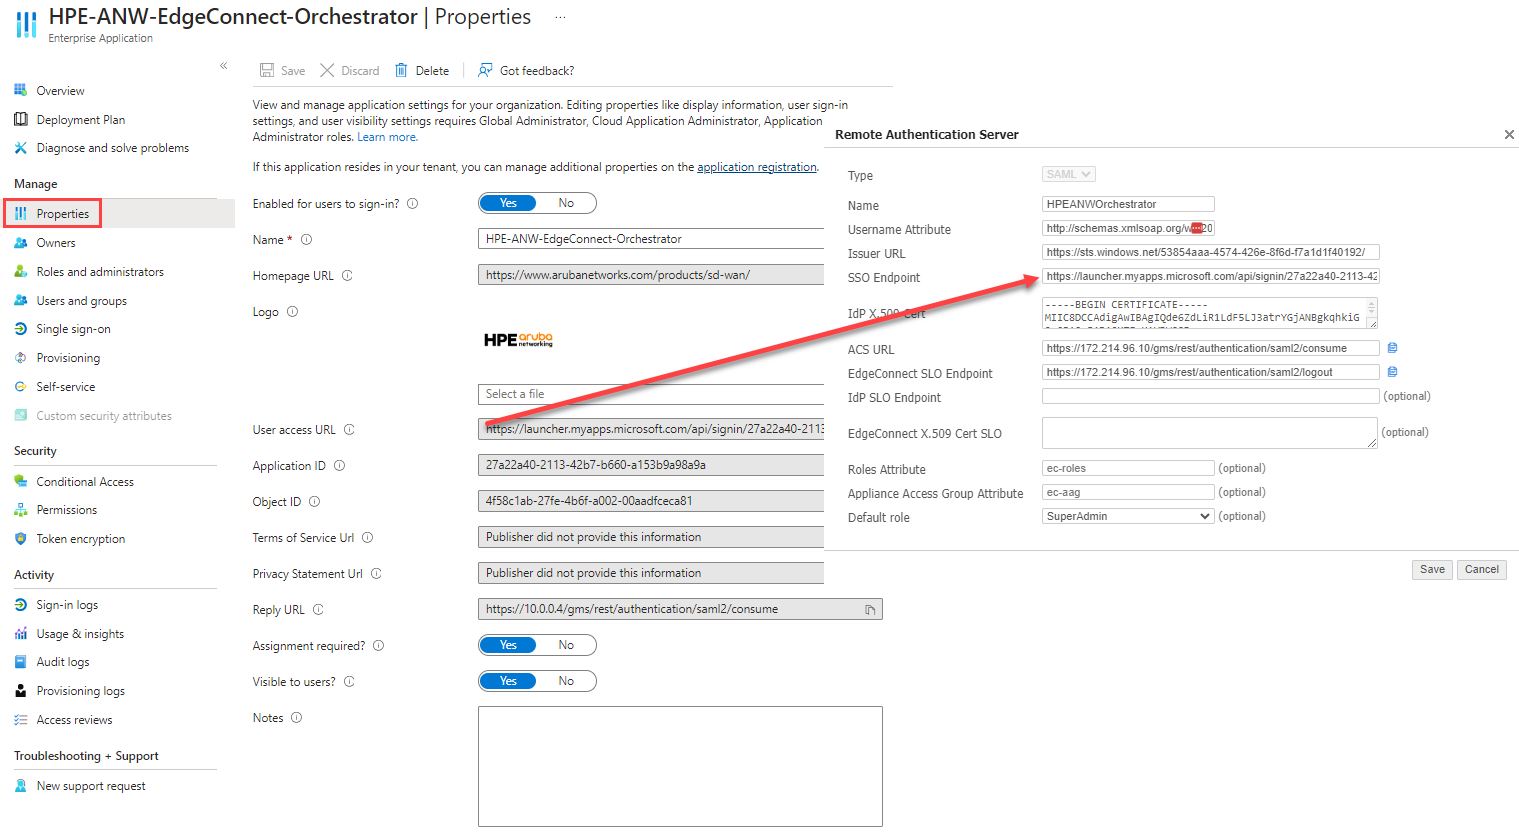 HPE-ANW-EdgeConnect-Orchestrator | Properties ...
Enterprise Application
«
Overview
Deployment Plan
Diagnose and solve problems
Manage
Properties
Owners
Roles and administrators
Users and groups
Single sign-on
Provisioning
Self-service
Custom security attributes
Security
Conditional Access
Permissions
Token encryption
Activity
Sign-in logs
Usage & insights
Audit logs
Provisioning logs
Access reviews
Troubleshooting + Support
New support request
Save Discard Delete Got feedback?
View and manage application settings for your organization. Editing properties like display information, user sign-in
settings, and user visibility settings requires Global Administrator, Cloud Application Administrator, Application
Administrator roles. Learn more.
If this application resides in your tenant, you can manage additional properties on the application registration.
Enabled for users to sign-in? Yes No
Name * HPE-ANW-EdgeConnect-Orchestrator
Homepage URL https://www.arubanetworks.com/products/sd-wan/
Logo
HPE aruba
networking
Select a file
User access URL https://launcher.myapps.microsoft.com/api/signin/27a22a40-2113
Application ID 27a22a40-2113-42b7-b660-a153b9a98a9a
Object ID 4f58c1ab-27fe-4b6f-a002-00aadfceca81
Terms of Service Url Publisher did not provide this information
Privacy Statement Url Publisher did not provide this information
Reply URL https://10.0.0.4/gms/rest/authentication/saml2/consume
Assignment required? Yes No
Visible to users? Yes No
Notes
Remote Authentication Server
Type SAML
Name HPEANWOrchestrator
Username Attribute http://schemas.xmlsoap.org/w
Issuer URL https://sts.windows.net/53854aaa-4574-426e-8f6d-f7a1d1f40192/
SSO Endpoint https://launcher.myapps.microsoft.com/api/signin/27a22a40-2113-42
IdP X.509 Cert -----BEGIN CERTIFICATE-----
MIIC8DCCAdigAwIBAgIQde6ZdLiR1LdF5LJ3atrYGjANBgkqhkiG
ACS URL https://172.214.96.10/gms/rest/authentication/saml2/consume
EdgeConnect SLO Endpoint https://172.214.96.10/gms/rest/authentication/saml2/logout
IdP SLO Endpoint (optional)
EdgeConnect X.509 Cert SLO (optional)
Roles Attribute ec-roles (optional)
Appliance Access Group Attribute ec-aag (optional)
Default role SuperAdmin (optional)
Save Cancel